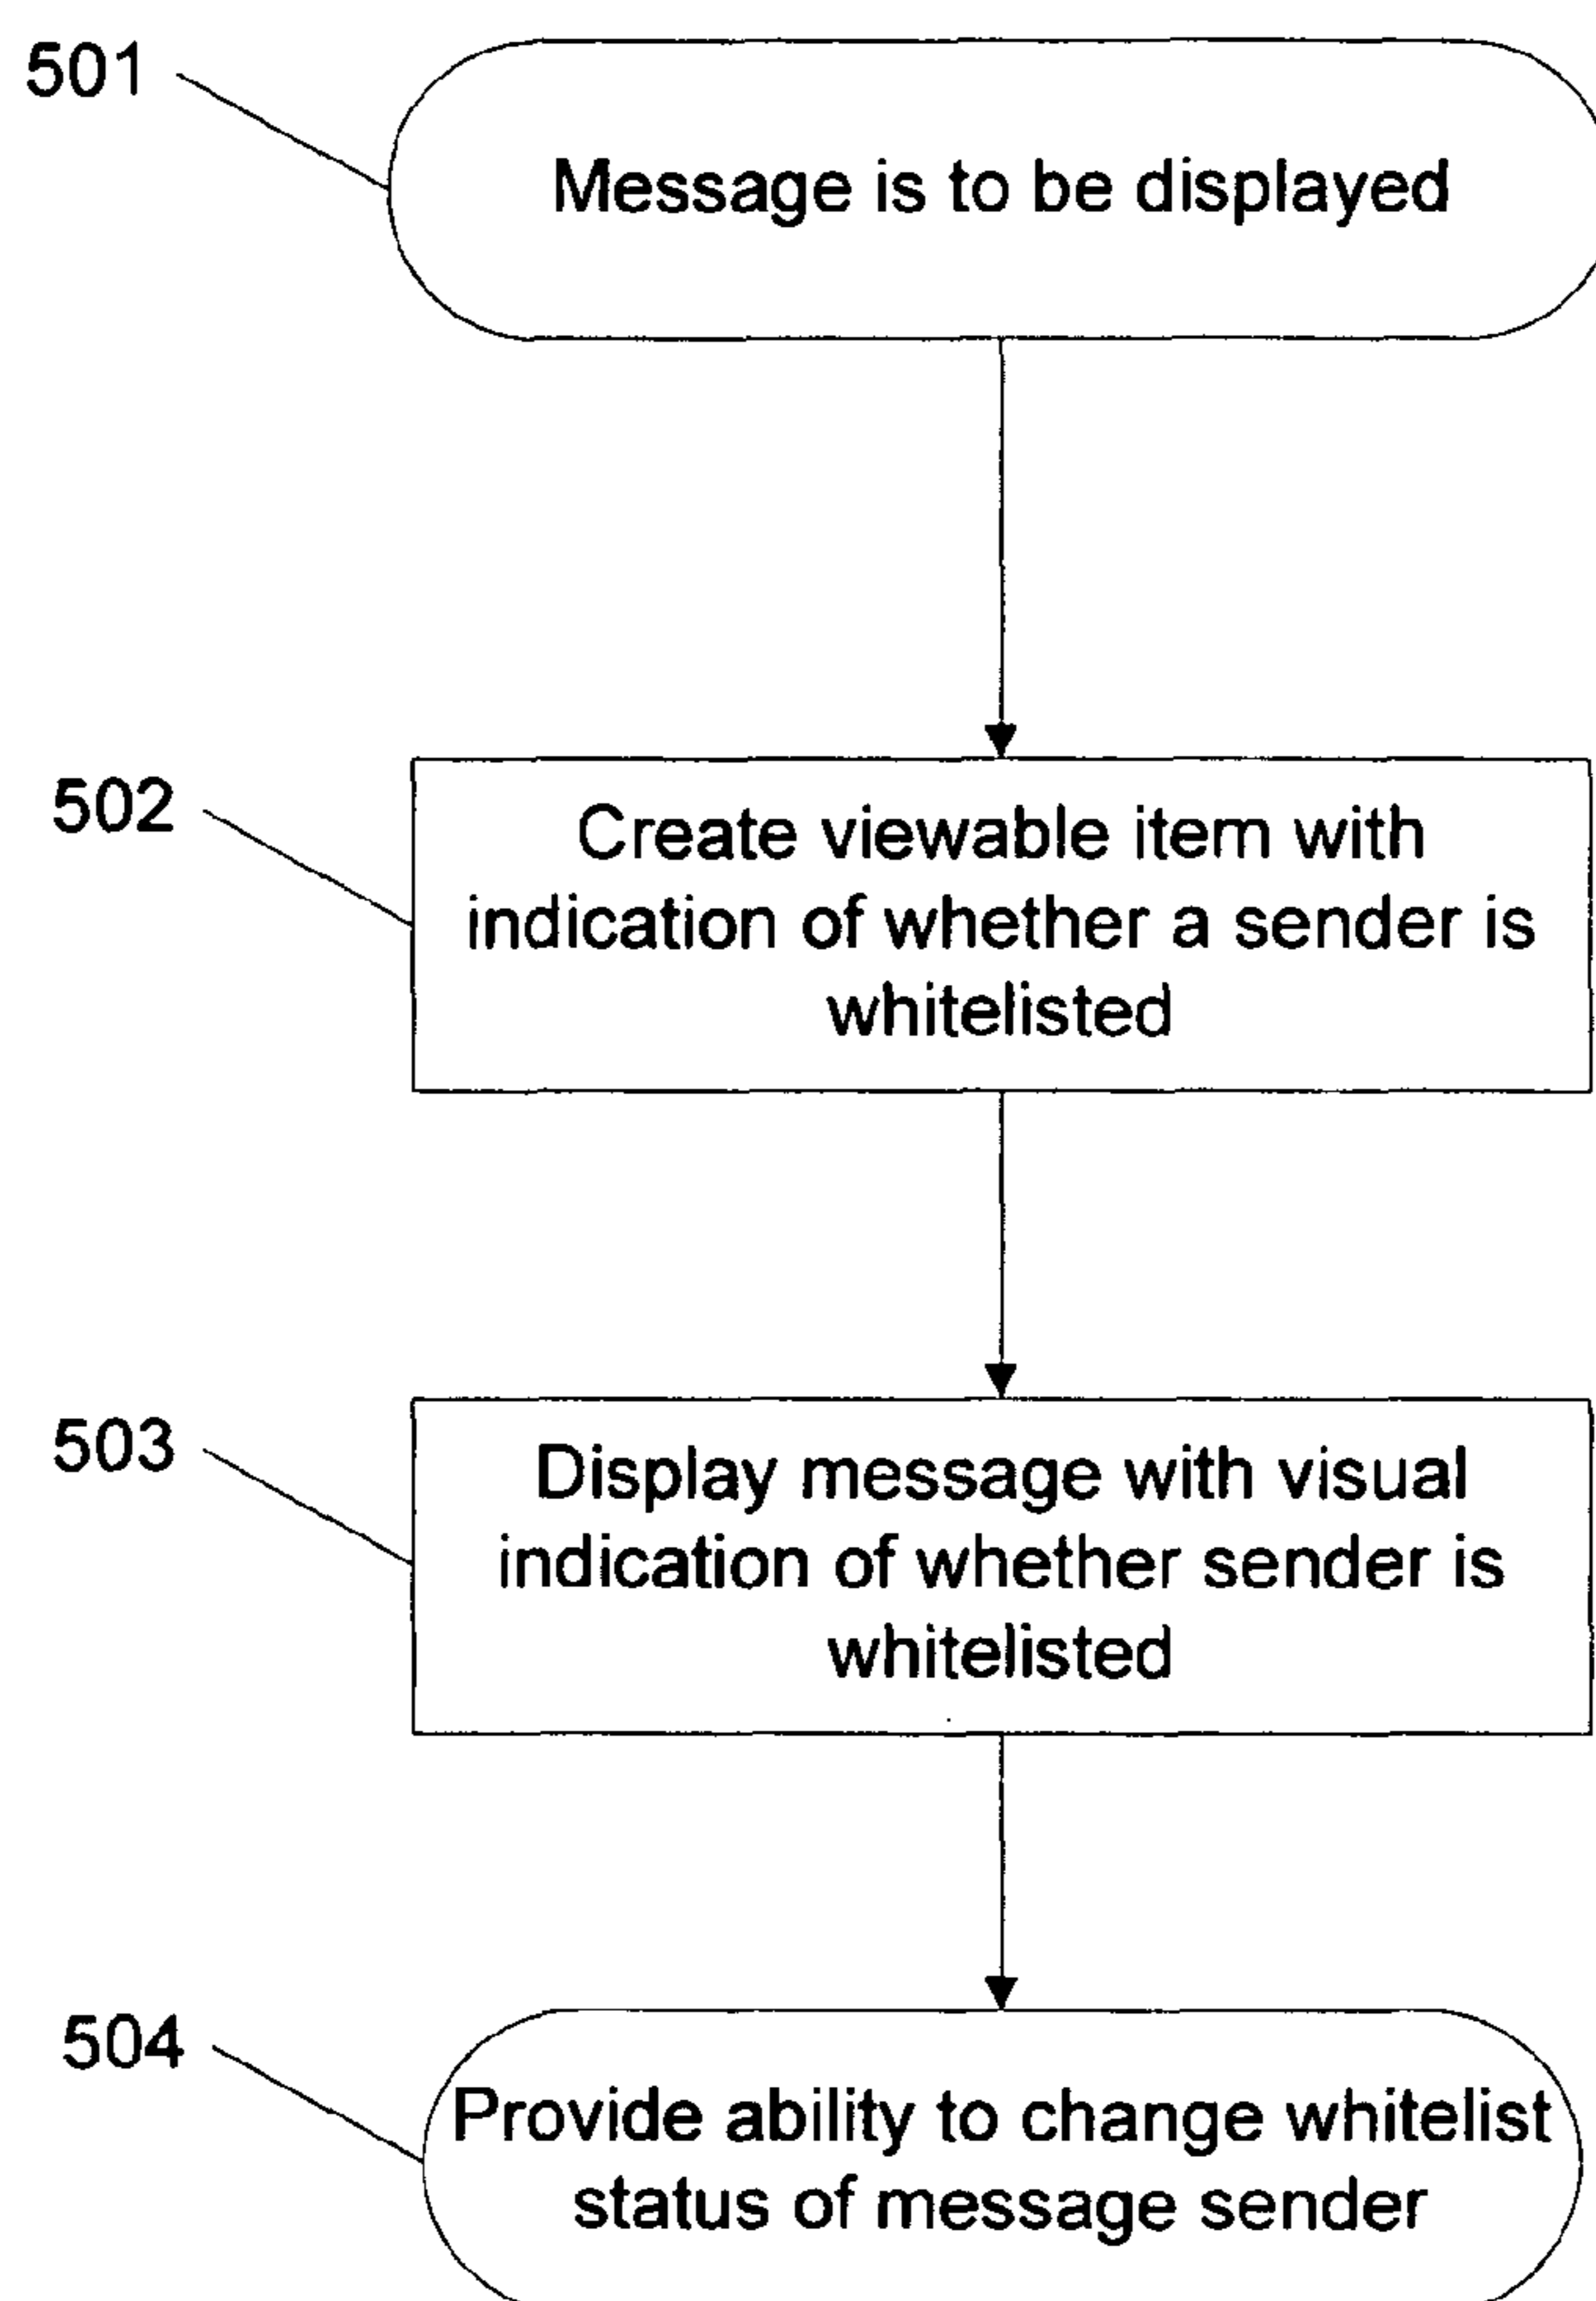 501
Message is to be displayed
502
Create viewable item with
indication of whether a sender is
whitelisted
503
Display message with visual
indication of whether sender is
whitelisted
504
Provide ability to change whitelist
status of message sender